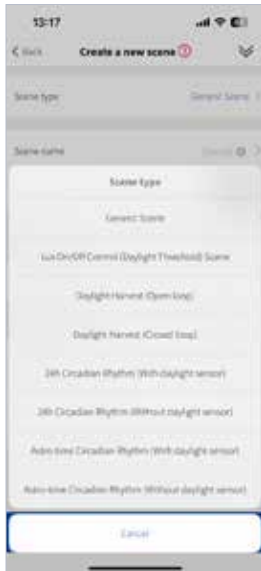 13:17
Back
Create a new scene
Scene type
Generic Scene
Scene name
Scene type
Generic Scene
Lux On/Off Control (Daylight Threshold) Scene
Daylight Harvest (Open loop)
Daylight Harvest (Closed loop)
24h Circadian Rhythm (With daylight sensor)
24h Circadian Rhythm (Without daylight sensor)
Astro-time Circadian Rhythm (With daylight sensor)
Astro-time Circadian Rhythm (Without daylight sensor)
Cancel